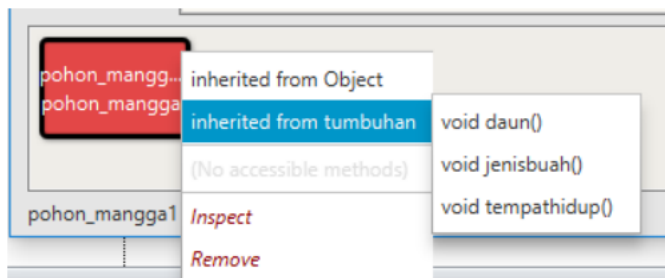 pohon_mangg...
pohon_mangga
inherited from Object
inherited from tumbuhan
(No accessible methods)
Inspect
Remove
void daun()
void jenisbuah()
void tempathidup()
pohon_mangga1